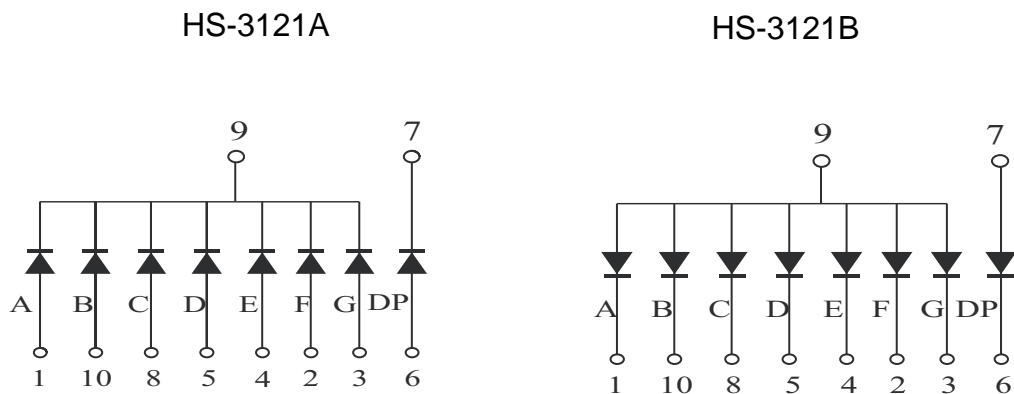 HS-3121A HS-3121B
9 7 9 7
A B C D E F G DP A B C D E F G DP
1 10 8 5 4 2 3 6 1 10 8 5 4 2 3 6